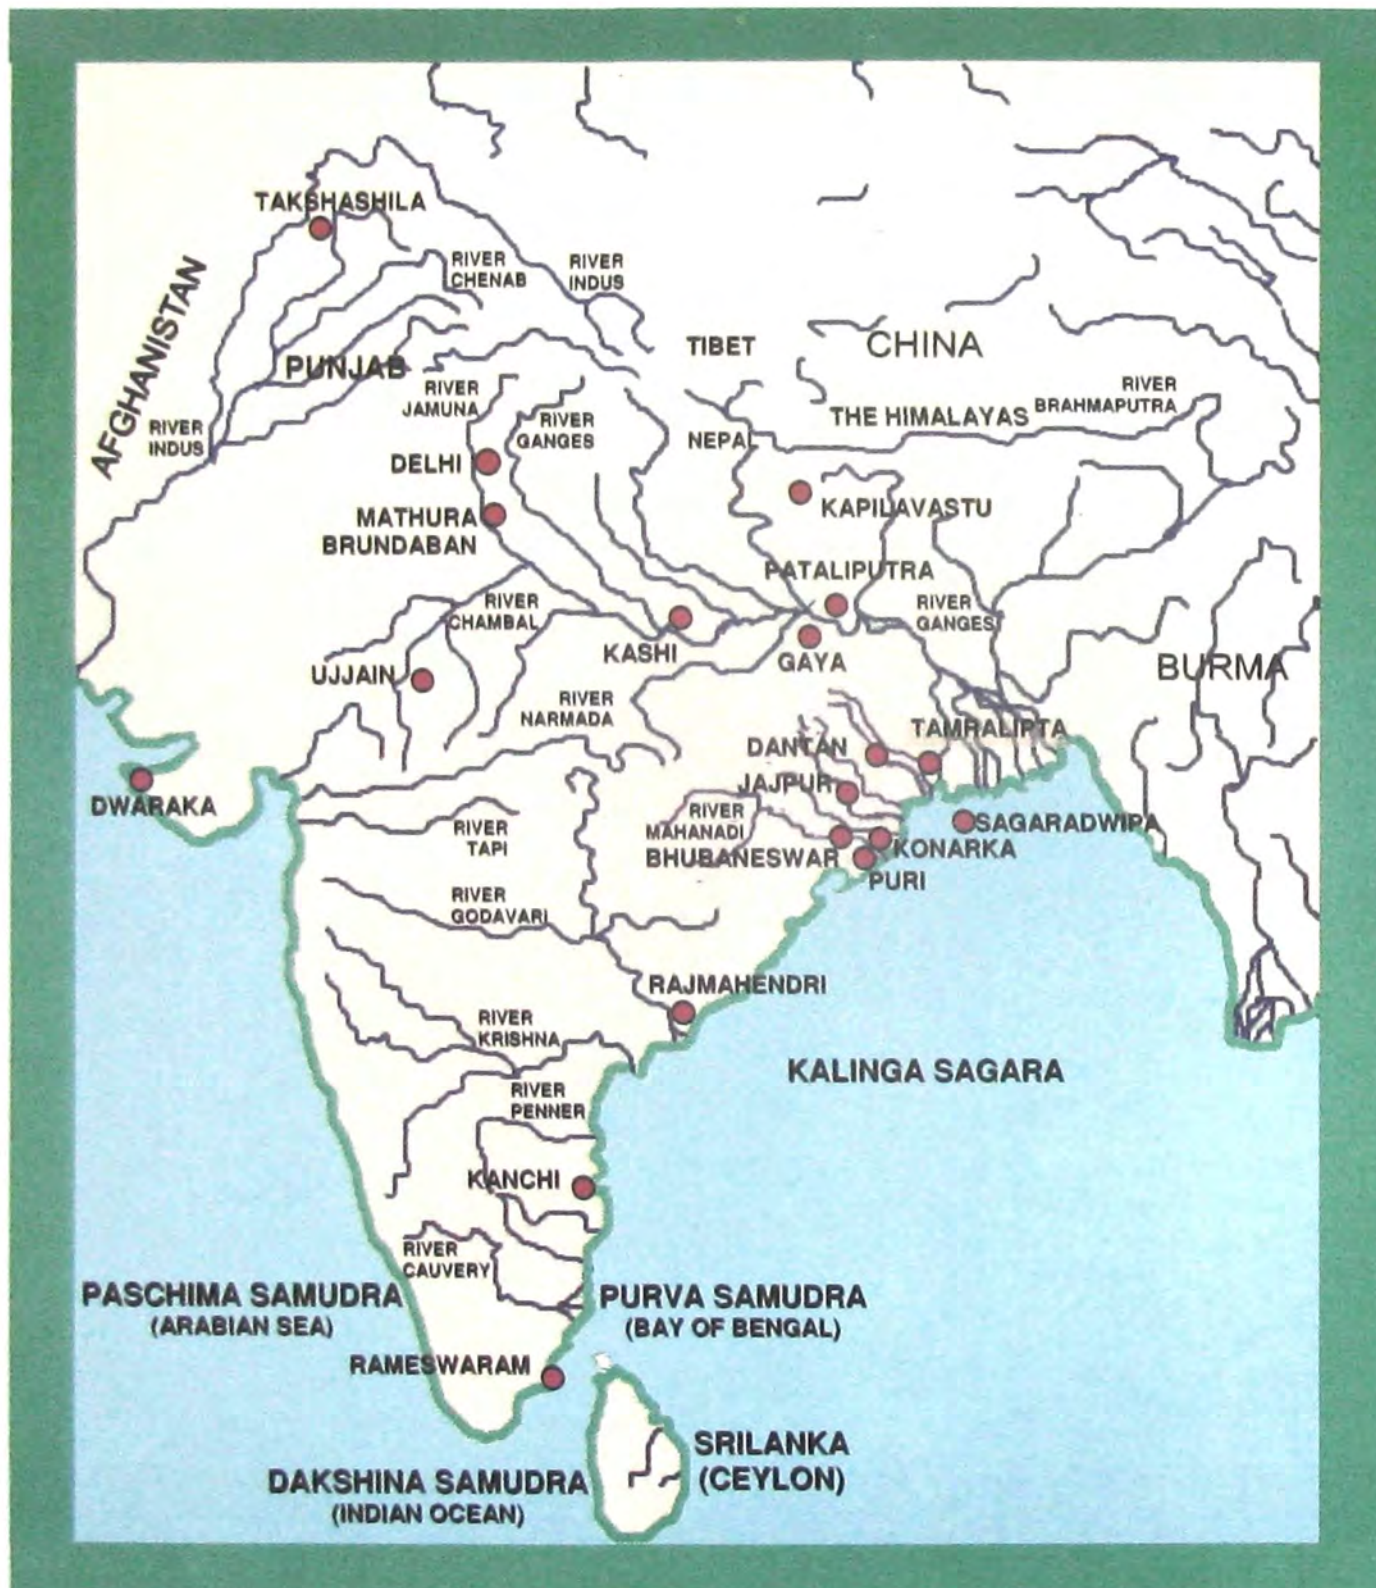 TAKSHASHILA
RIVER
CHENAB
RIVER
INDUS
AFGHANISTAN
PUNJAB
TIBET
CHINA
RIVER
JAMUNA
RIVER
BRAHMAPUTRA
THE HIMALAYAS
RIVER
GANGES
RIVER
INDUS
NEPAL
DELHI
KAPILAVASTU
MATHURA
BRUNDABAN
PATALIPUTRA
RIVER
CHAMBAL
RIVER
GANGES
KASHI
GAYA
UJJAIN
BURMA
RIVER
NARMADA
TAMRALIPTA
DANTAN
JAJPUR
DWARAKA
RIVER
MAHANADI
SAGARADWIPA
RIVER
TAPI
BHUBANESWAR
KONARKA
PURI
RIVER
GODAVARI
RAJMAHENDRI
RIVER
KRISHNA
KALINGA SAGARA
RIVER
PENNER
KANCHI
RIVER
CAUVERY
PASCHIMA SAMUDRA
(ARABIAN SEA)
PURVA SAMUDRA
(BAY OF BENGAL)
RAMESWARAM
SRILANKA
(CEYLON)
DAKSHINA SAMUDRA
(INDIAN OCEAN)